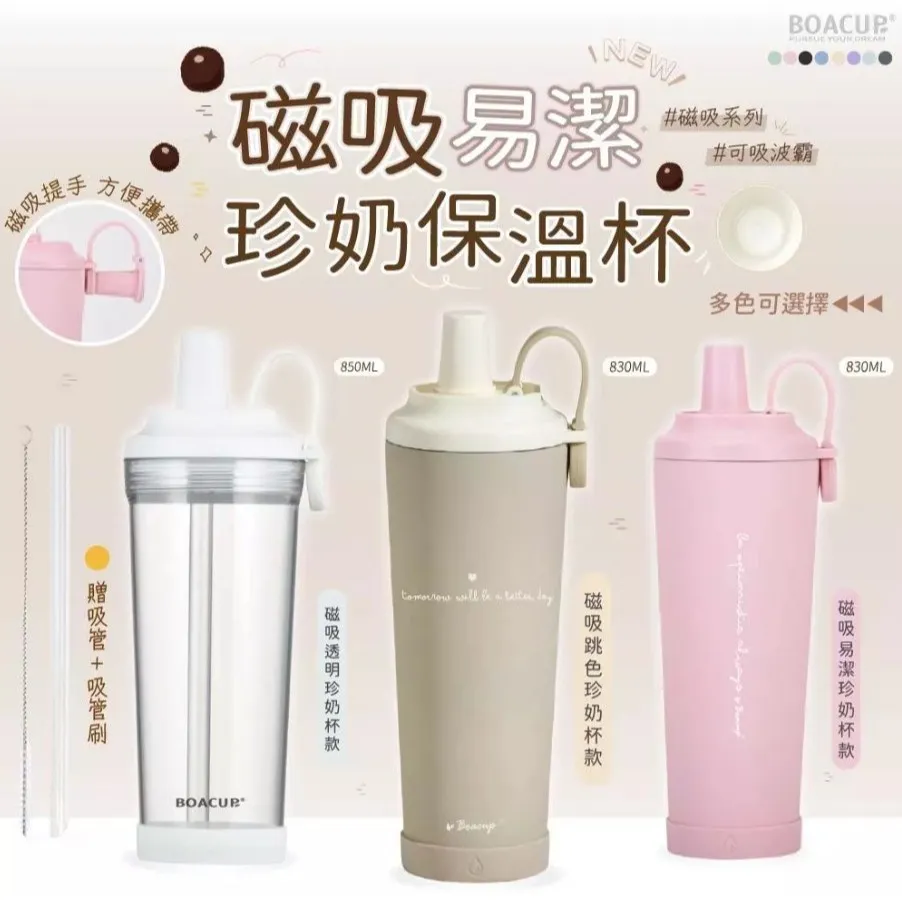 BOACUP®
PURSUE YOUR DREAM
NEW
磁吸易潔
珍奶保溫杯
#磁吸系列
#可吸波霸
磁吸提手 方便攜帶
多色可選擇
850ML
830ML
830ML
贈吸管+吸管刷
磁吸透明珍奶杯款
BOACUP®
tomorrow will be a better day
Boacup
磁吸跳色珍奶杯款
磁吸易潔珍奶杯款